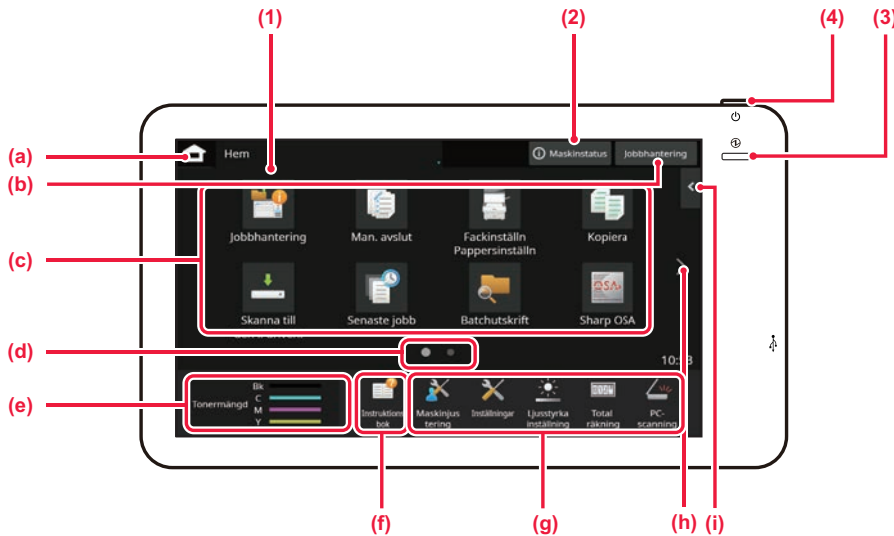 (1)
(2)
(4)
(3)
(a)
Hem
Maskinstatus
Jobbhantering
(b)
Jobbhantering
Man. avslut
Fackinställn
Pappersinställn
Kopiera
(c)
Skanna till
Senaste jobb
Batchutskrift
Sharp OSA
(d)
(e)
Tonermängd
Bk
C
M
Y
Instruktions
bok
Maskinjus
tering
Inställningar
Ljusstyrka
inställning
Total
räkning
PC-
scanning
(f)
(g)
(h)
(i)